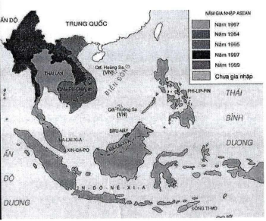 ẤN ĐỘ
TRUNG QUỐC
NĂM GIA NHẬP ASEAN
Năm 1967
Năm 1984
Năm 1995
Năm 1997
Năm 1999
Chưa gia nhập
Qđ. Hoàng Sa
(VN)
BIỂN ĐÔNG
THÁI LAN
PHI-LIP-PIN
THÁI
Qđ. Trường Sa
(VN)
BÌNH
BRU-NÂY
MA-LAI-XI-A
XIN-GA-PO
DƯƠNG
ẤN
ĐỘ
DƯƠNG
IN-ĐÔ-NÊ-XI-A
ĐÔNG TI-MO